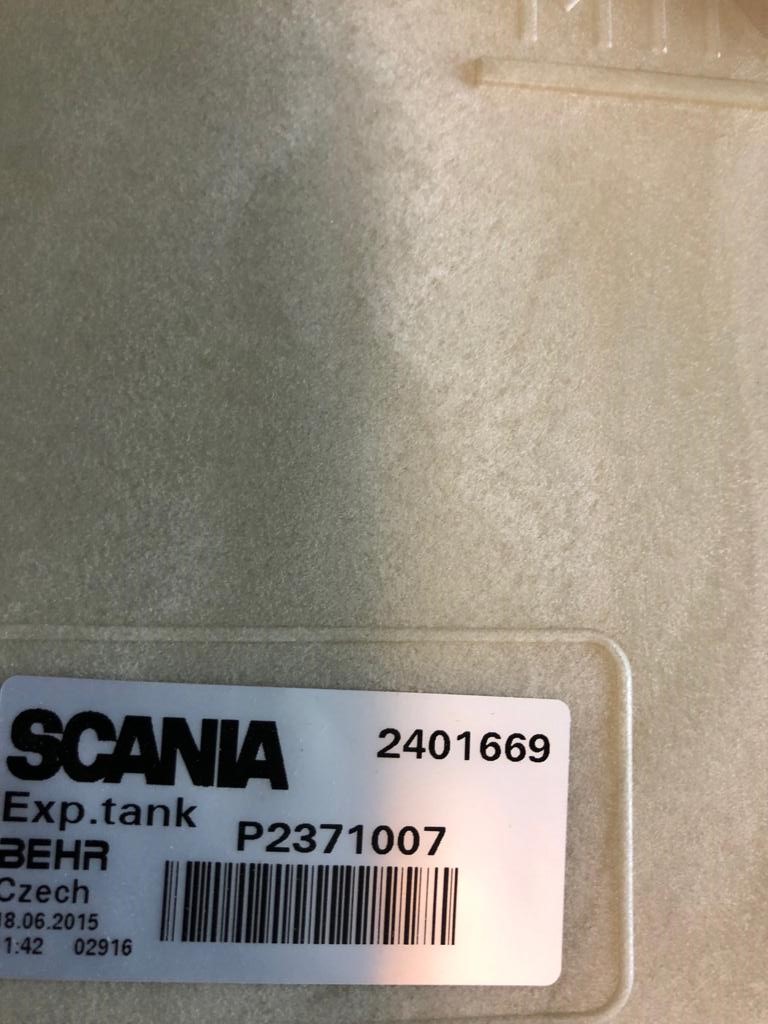 SCANIA 2401669
Exp.tank
P2371007
BEHR
Czech
18.06.2015
1:42 02916